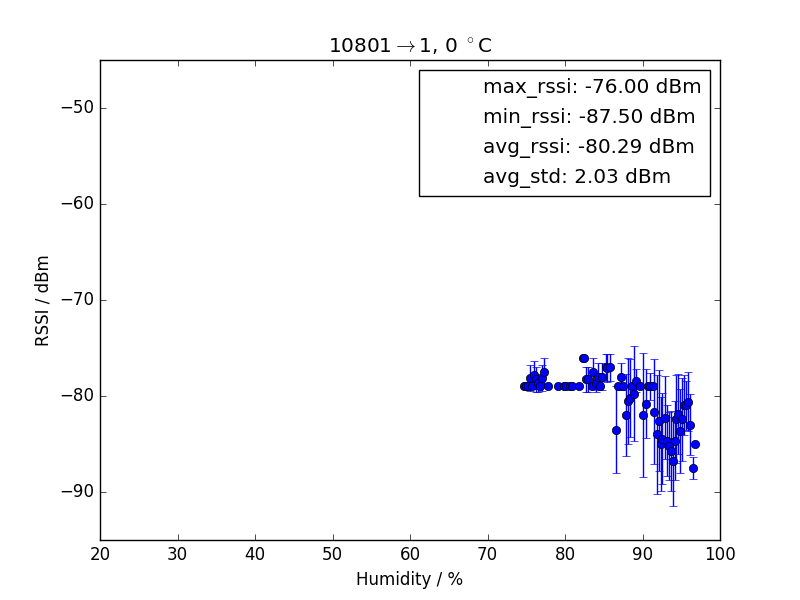 10801→1, 0 °C
max_rssi: -76.00 dBm
min_rssi: -87.50 dBm
avg_rssi: -80.29 dBm
avg_std: 2.03 dBm
−50
−60
−70
−80
−90
RSSI / dBm
20 30 40 50 60 70 80 90 100
Humidity / %